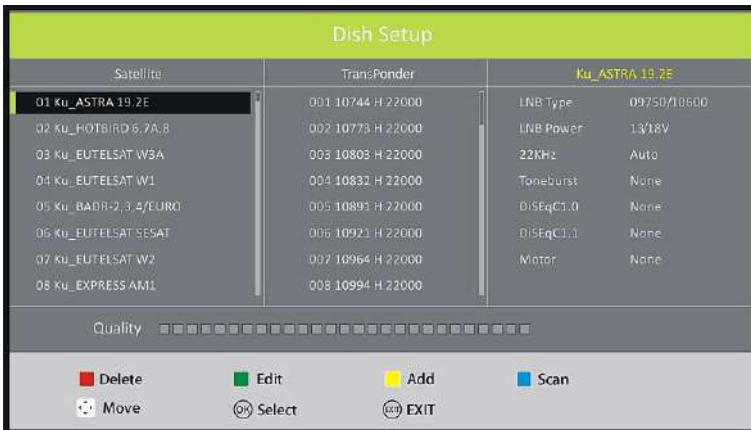 Dish Setup
Satellite
TransPonder
Ku_ASTRA 19.2E
01 Ku_ASTRA 19.2E
02 Ku_HOTBIRD 6,7A,8
03 Ku_EUTELSAT W3A
04 Ku_EUTELSAT W1
05 Ku_BADR-2,3,4/EURO
06 Ku_EUTELSAT SESAT
07 Ku_EUTELSAT W2
08 Ku_EXPRESS AM1
001 10744 H 22000
002 10773 H 22000
003 10803 H 22000
004 10832 H 22000
005 10891 H 22000
006 10921 H 22000
007 10964 H 22000
008 10994 H 22000
LNB Type 09750/10600
LNB Power 13/18V
22KHz Auto
Toneburst None
DiSEqC1.0 None
DiSEqC1.1 None
Motor None
Quality
Delete Edit Add Scan
Move OK Select EXIT EXIT